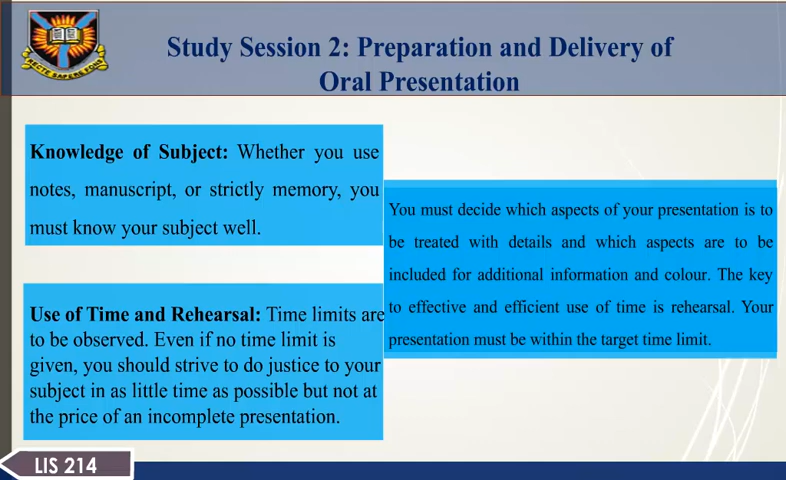 Study Session 2: Preparation and Delivery of
Oral Presentation
RECTE SAPERE FONS
Knowledge of Subject: Whether you use
notes, manuscript, or strictly memory, you
must know your subject well.
Use of Time and Rehearsal: Time limits are
to be observed. Even if no time limit is
given, you should strive to do justice to your
subject in as little time as possible but not at
the price of an incomplete presentation.
You must decide which aspects of your presentation is to
be treated with details and which aspects are to be
included for additional information and colour. The key
to effective and efficient use of time is rehearsal. Your
presentation must be within the target time limit.
LIS 214